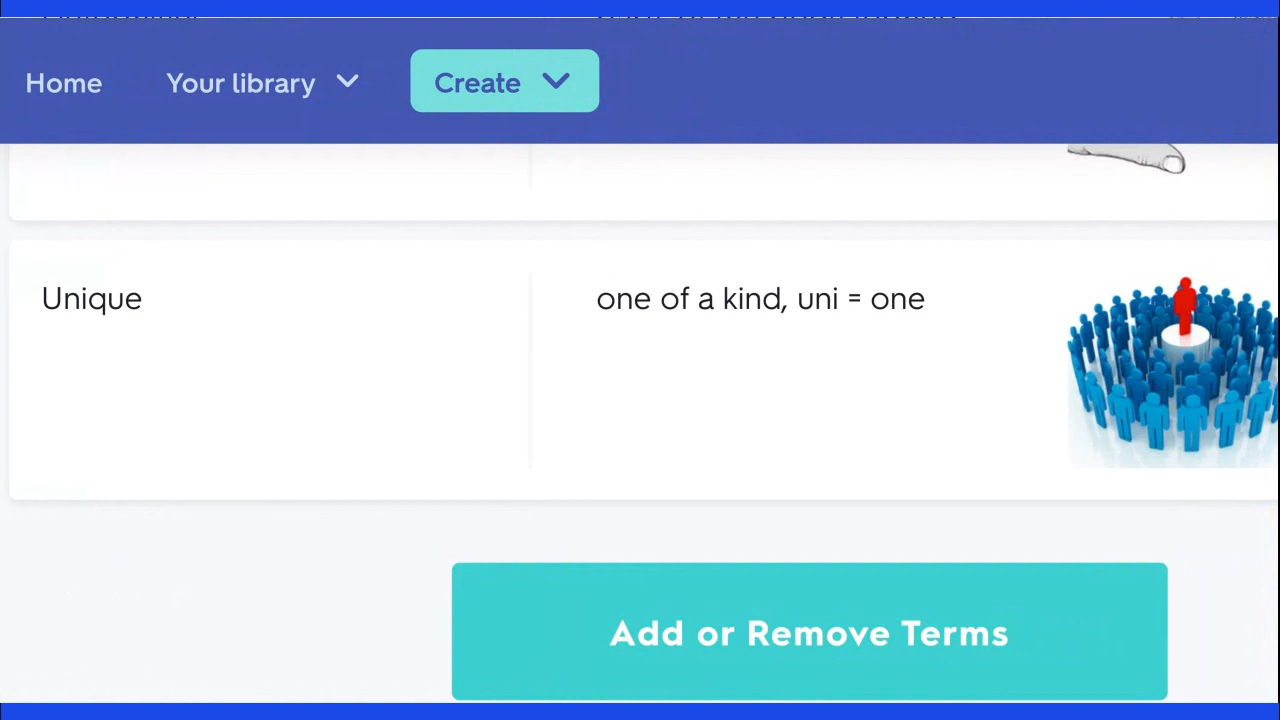 Home Your library Create
Unique one of a kind, uni = one
Add or Remove Terms